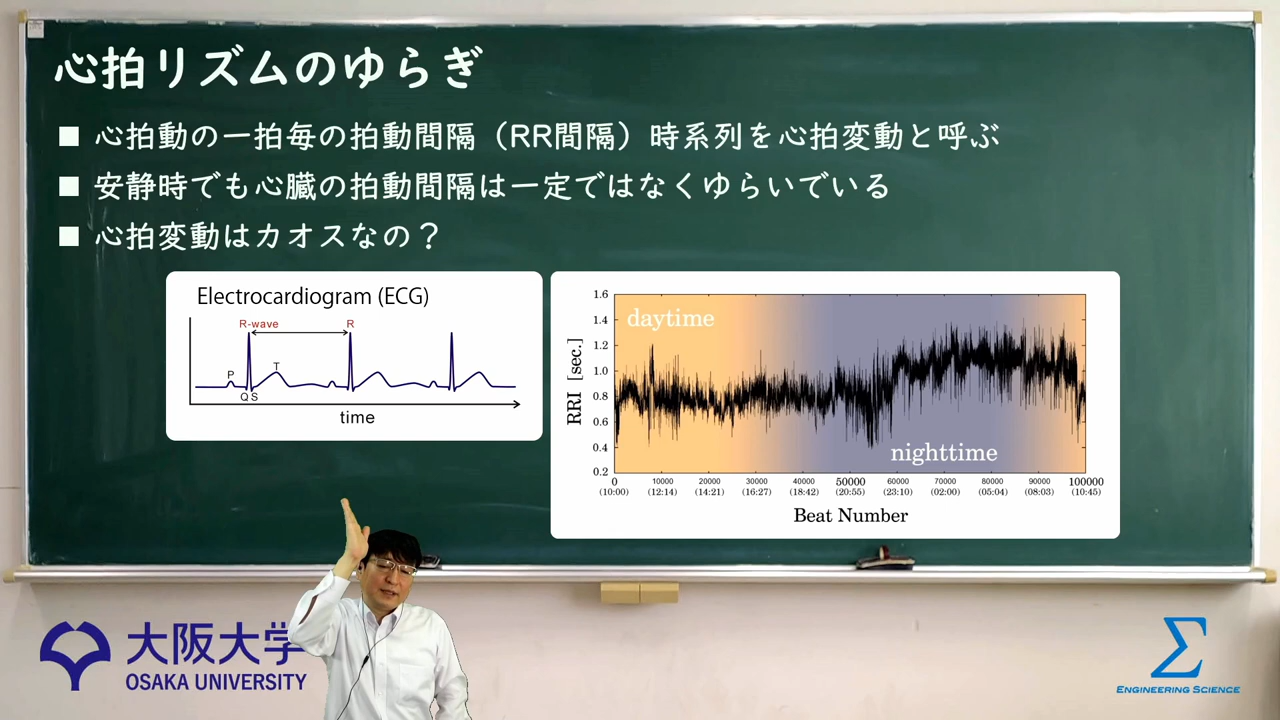 心拍リズムのゆらぎ
■ 心拍動の一拍毎の拍動間隔（RR間隔）時系列を心拍変動と呼ぶ
■ 安静時でも心臓の拍動間隔は一定ではなくゆらいでいる
■ 心拍変動はカオスなの？
Electrocardiogram (ECG)
R-wave R
P T
Q S
time
RRI [sec.]
1.6
1.4
1.2
1.0
0.8
0.6
0.4
0.2
daytime
nighttime
0 10000 20000 30000 40000 50000 60000 70000 80000 90000 100000
(10:00) (12:14) (14:21) (16:27) (18:42) (20:55) (23:10) (02:00) (05:04) (08:03) (10:45)
Beat Number
大阪大学
OSAKA UNIVERSITY
Σ
ENGINEERING SCIENCE